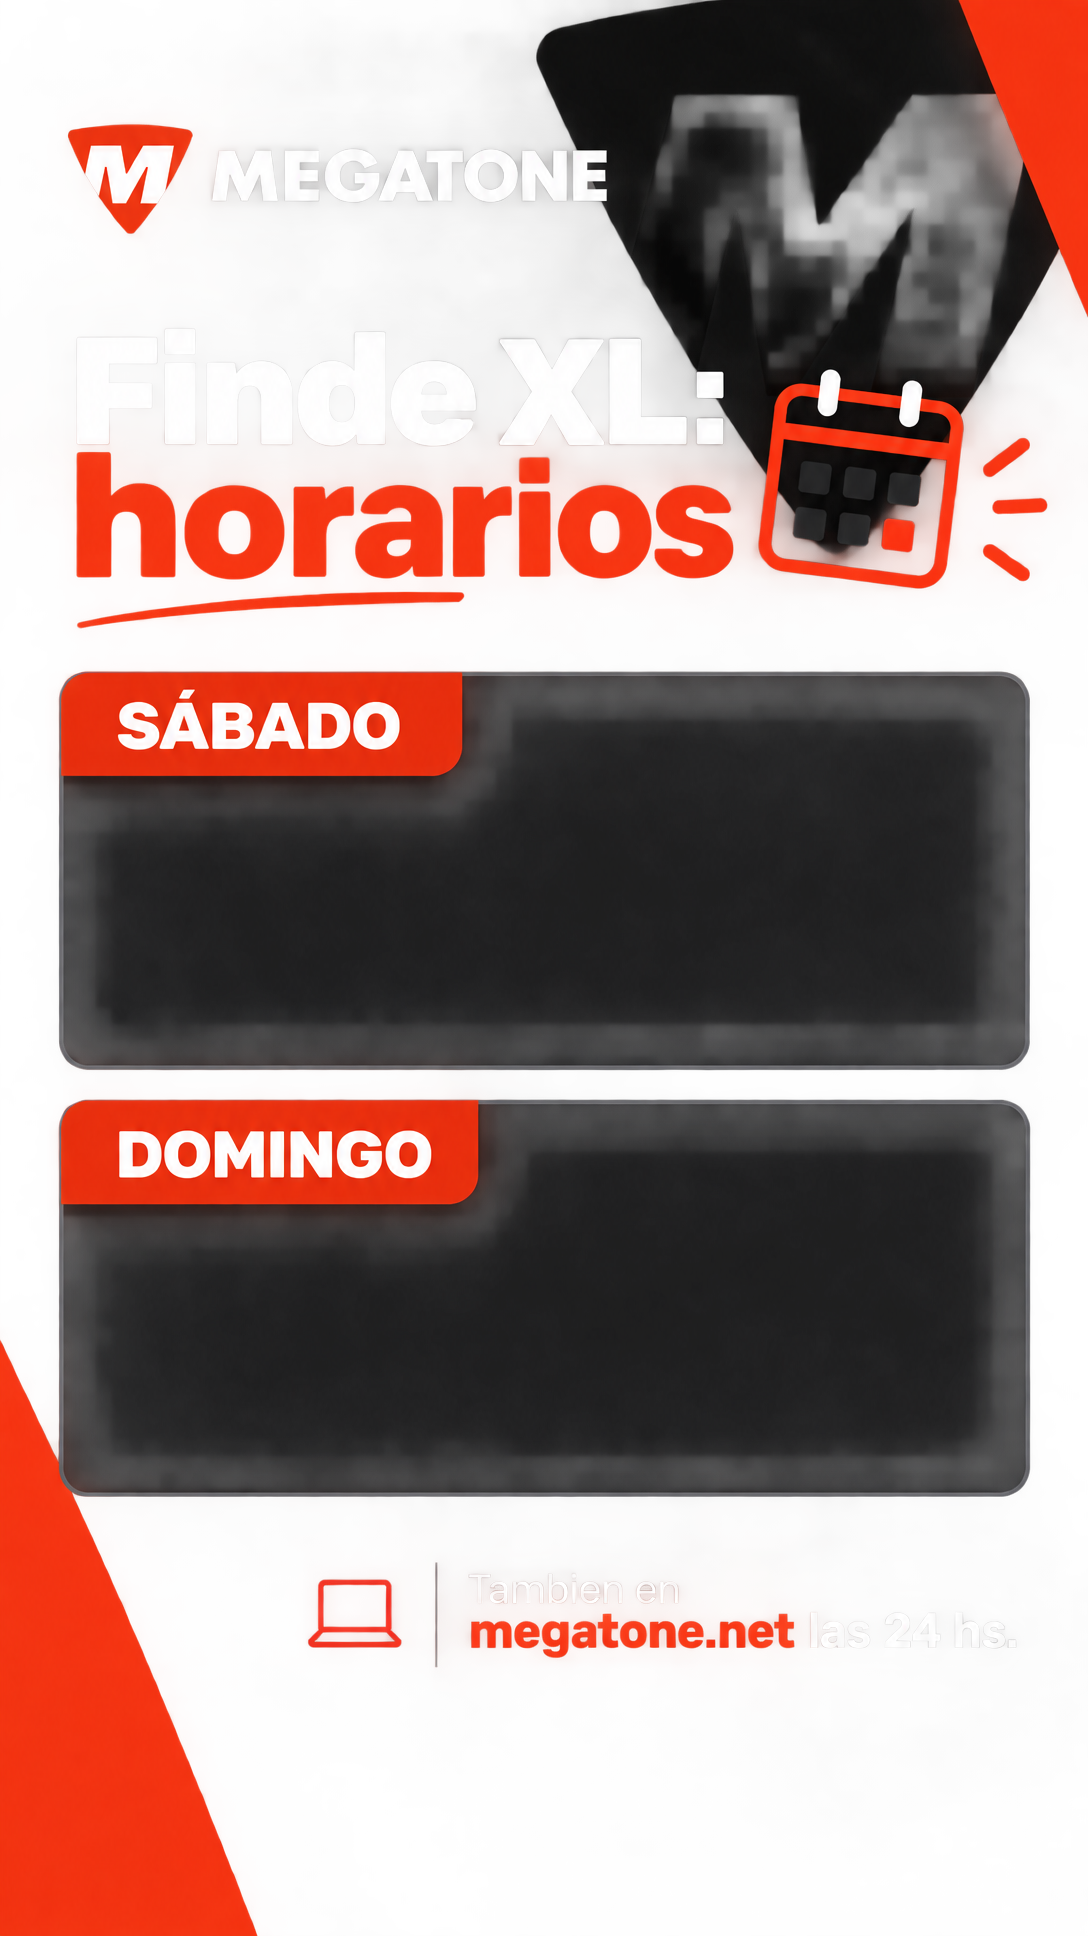 M MEGATONE
M
Finde XL:
horarios
SÁBADO
DOMINGO
Tambien en
megatone.net las 24 hs.